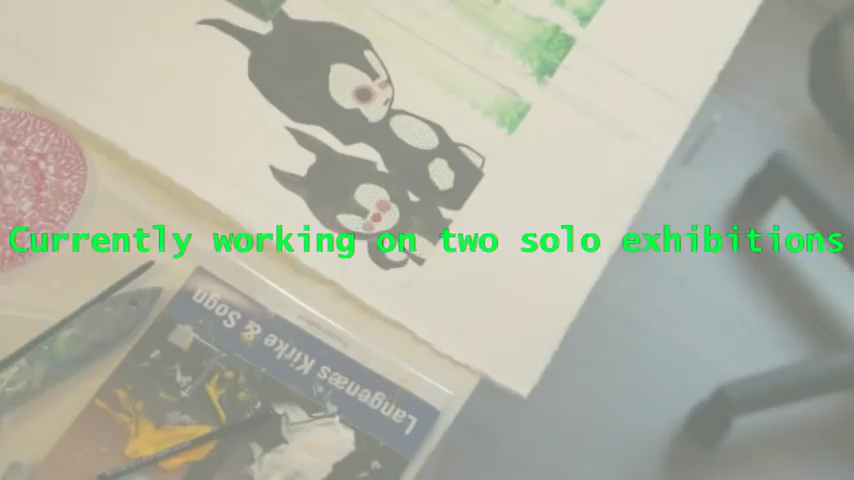 Currently working on two solo exhibitions
Langenæs Kirke & Sogn